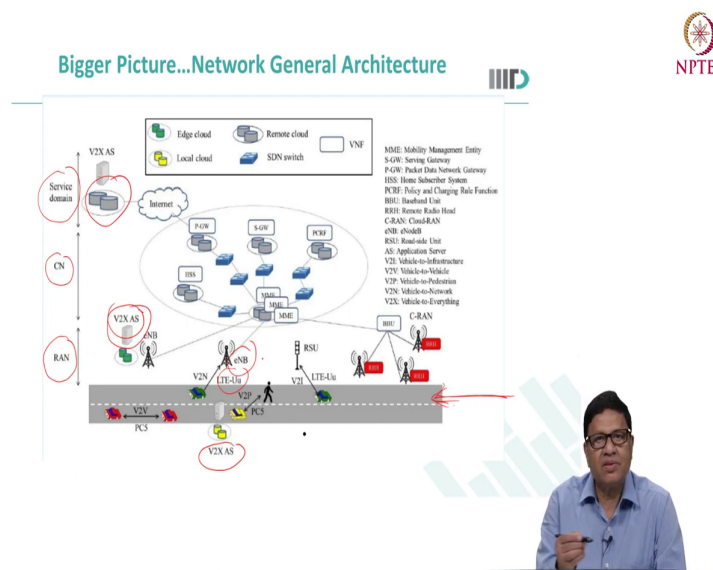 Bigger Picture...Network General Architecture
NPTE
V2X AS
Edge cloud
Remote cloud
VNF
Local cloud
SDN switch
Service
domain
Internet
MME: Mobility Management Entity
S-GW: Serving Gateway
P-GW: Packet Data Network Gateway
HSS: Home Subscriber System
PCRF: Policy and Charging Rule Function
BBU: Baseband Unit
RRH: Remote Radio Head
C-RAN: Cloud-RAN
eNB: eNodeB
RSU: Road-side Unit
AS: Application Server
V2I: Vehicle-to-Infrastructure
V2V: Vehicle-to-Vehicle
V2P: Vehicle-to-Pedestrian
V2N: Vehicle-to-Network
V2X: Vehicle-to-Everything
P-GW
S-GW
PCRF
CN
HSS
MME
MME
MME
V2X AS
eNB
RAN
eNB
RSU
BBU
C-RAN
RRH
RRH
RRH
V2N
LTE-Uu
V2P
V2I
LTE-Uu
V2V
PC5
PC5
V2X AS